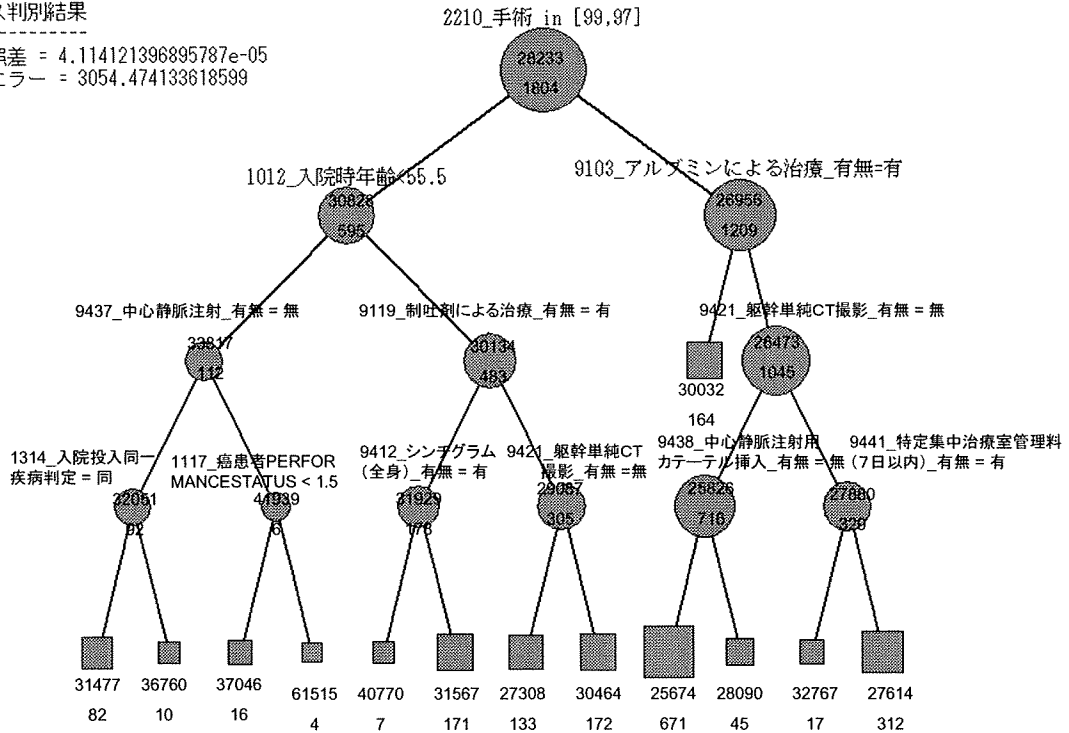 ス判別結果
----------
照差 = 4.114121396895787e-05
エラー = 3054.474133618599
2210_手術 in [99,97]
28233
1804
1012_入院時年齢<55.5
30828
595
9103_アルブミンによる治療_有無=有
26956
1209
9437_中心静脈注射_有無 = 無
33817
112
9119_制吐剤による治療_有無 = 有
30134
483
9421_躯幹単純CT撮影_有無 = 無
26473
1045
30032
164
1314_入院投入同一
疾病判定 = 同
32051
92
1117_癌患者PERFOR
MANCESTATUS < 1.5
41939
9412_シンチグラム
(全身)_有無 = 有
31929
178
9421_躯幹単純CT
撮影_有無 =無
29087
305
9438_中心静脈注射用
カテーテル挿入_有無 = 無
25826
716
9441_特定集中治療室管理料
(7日以内)_有無 = 有
27880
329
31477
82
36760
10
37046
16
61515
4
40770
7
31567
171
27308
133
30464
172
25674
671
28090
45
32767
17
27614
312